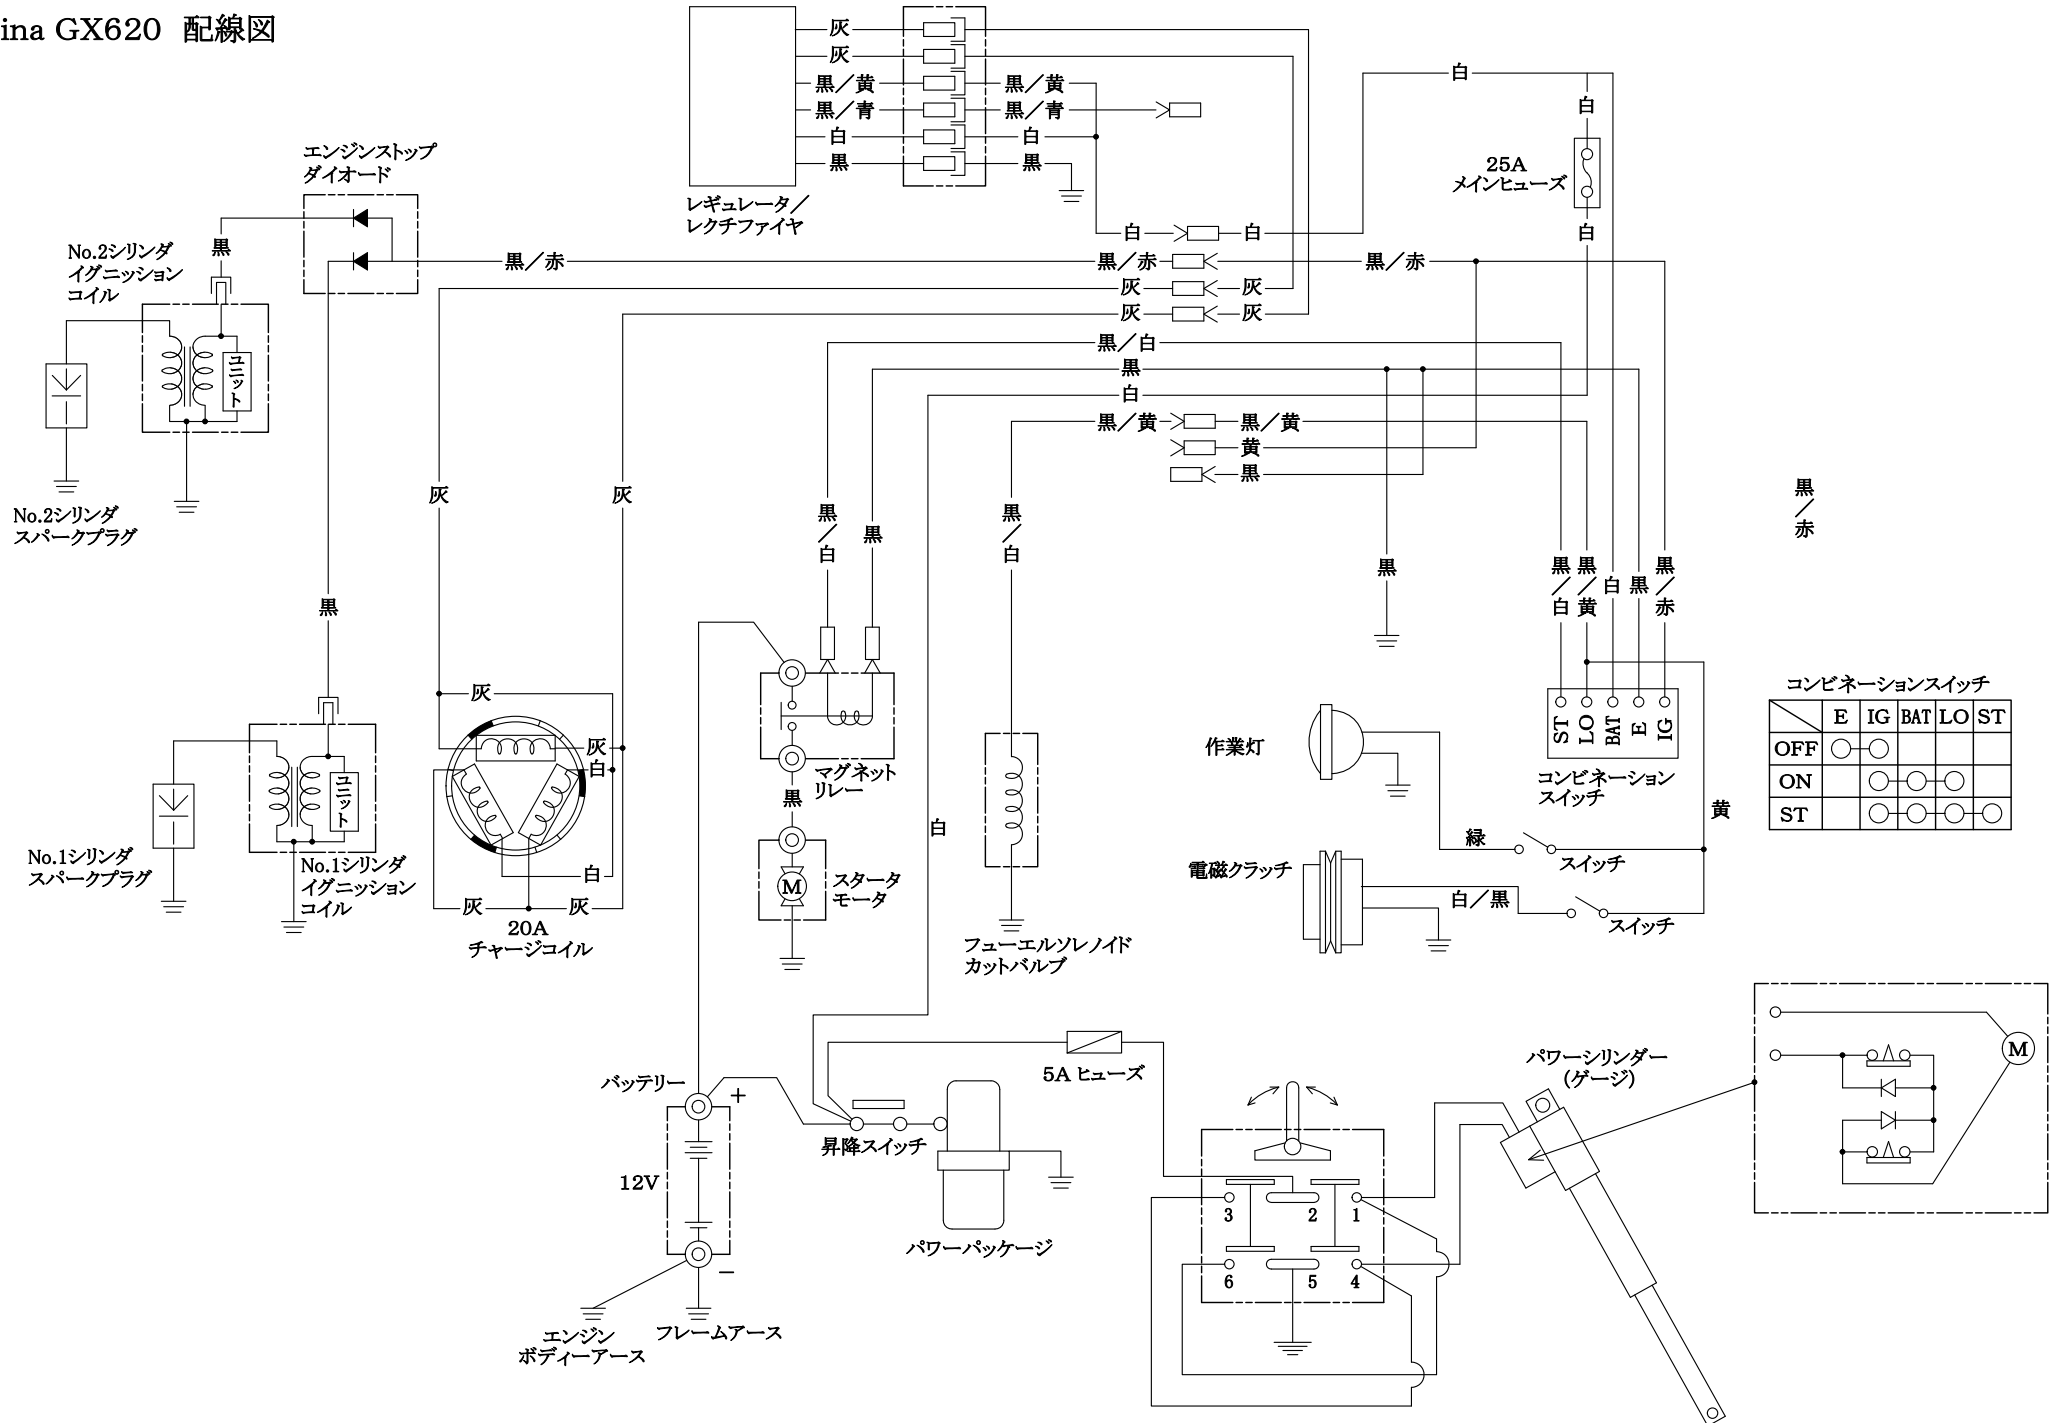 ina GX620 配線図
灰
灰
黒／黄
黒／黄
黒／青
黒／青
白
白
黒
黒
レギュレータ／
レクチファイヤ
白
白
25A
メインヒューズ
白
エンジンストップ
ダイオード
黒
No.2シリンダ
イグニッション
コイル
ユニット
No.2シリンダ
スパークプラグ
黒／赤
白
白
黒／赤
黒／赤
灰
灰
灰
灰
黒／白
黒
白
黒／黄
黒／黄
黄
黒
灰
灰
黒／白
黒
黒／白
黒
黒／赤
黒
黒／白
黒／黄
白
黒
黒／赤
ST
LO
BAT
E
IG
コンビネーション
スイッチ
コンビネーションスイッチ
E IG BAT LO ST
OFF
ON
ST
ユニット
No.1シリンダ
スパークプラグ
No.1シリンダ
イグニッション
コイル
灰
灰
白
白
灰
灰
20A
チャージコイル
マグネット
リレー
黒
M
スタータ
モータ
白
フューエルソレノイド
カットバルブ
作業灯
緑
スイッチ
黄
電磁クラッチ
白／黒
スイッチ
バッテリー
+
12V
−
エンジン
ボディーアース
フレームアース
昇降スイッチ
パワーパッケージ
5A ヒューズ
3 2 1
6 5 4
パワーシリンダー
(ゲージ)
M